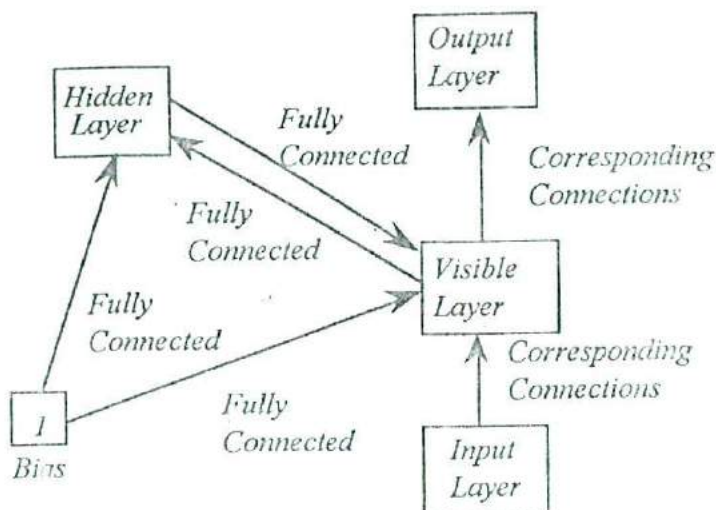 Output
Layer
Hidden
Layer
Fully
Connected
Corresponding
Connections
Fully
Connected
Visible
Layer
Fully
Connected
Corresponding
Connections
Fully
Connected
1
Bias
Input
Layer